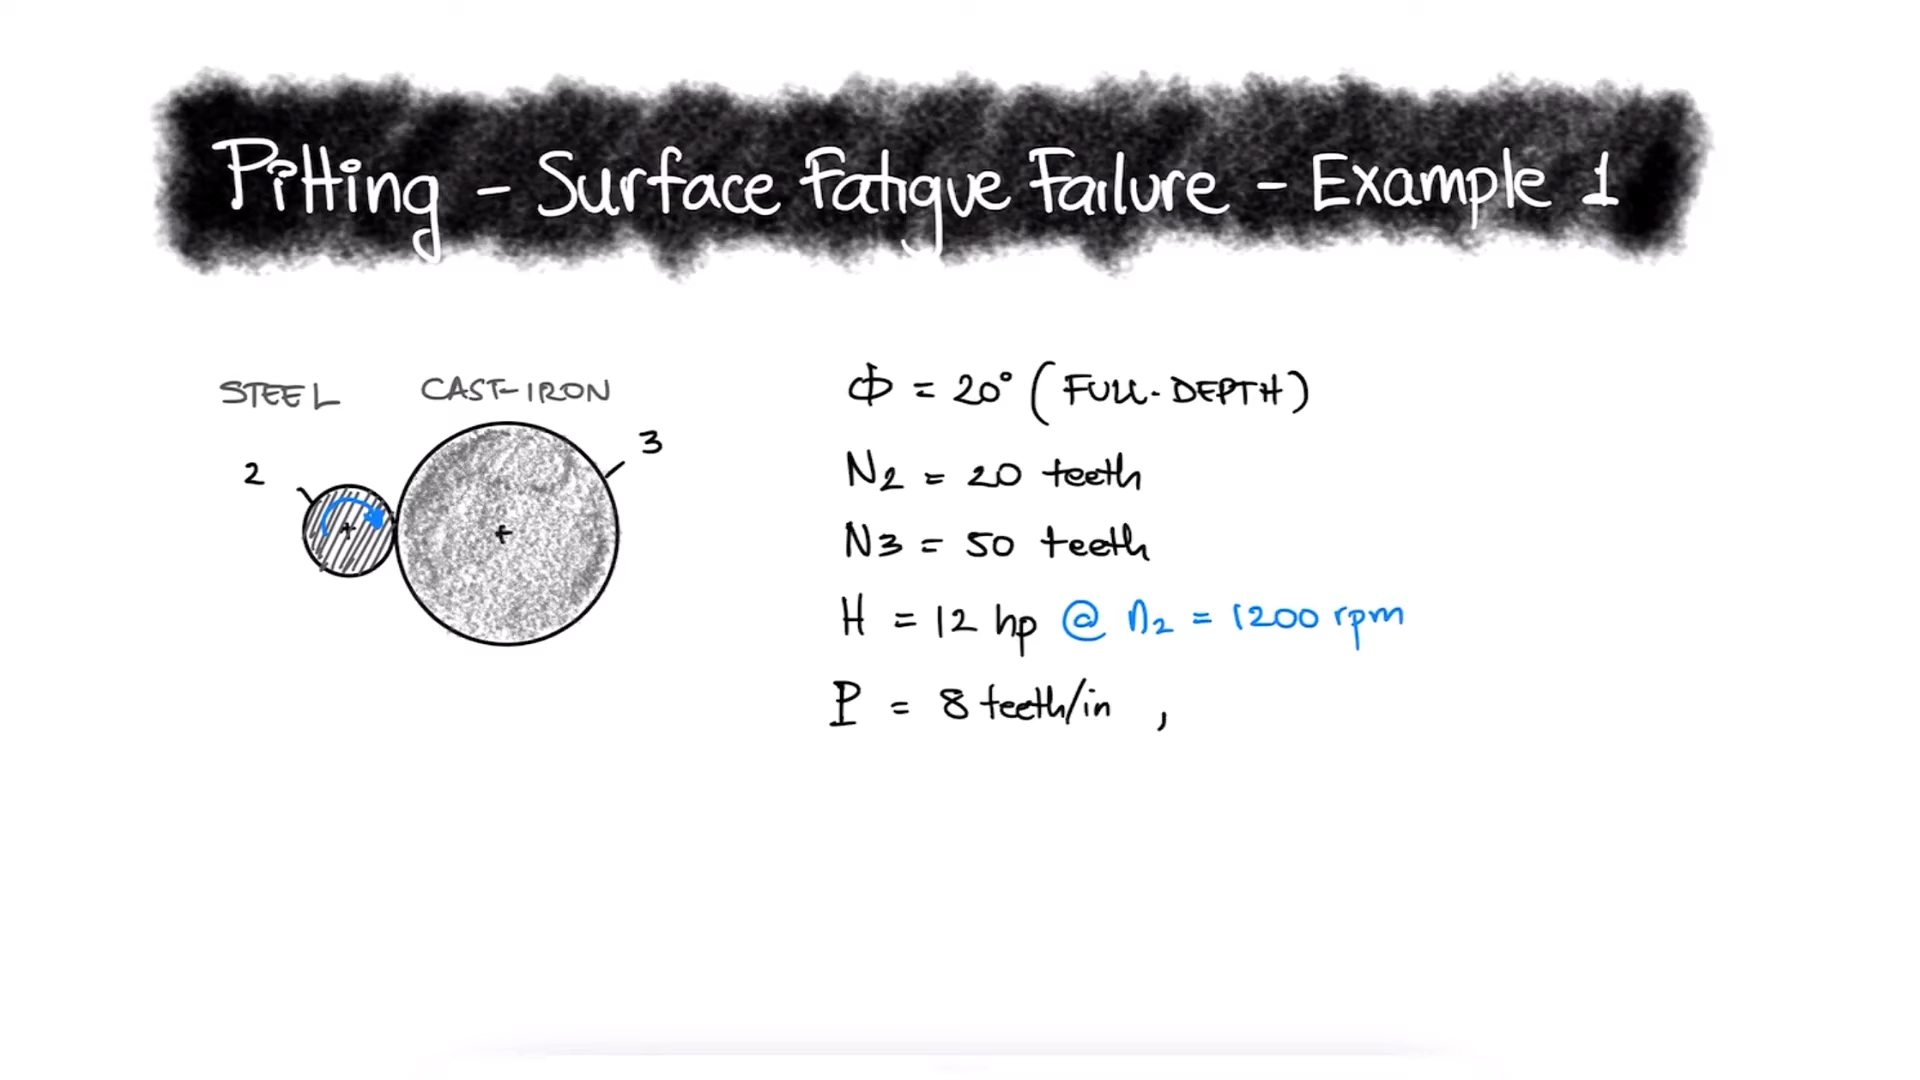 Pitting - Surface Fatigue Failure - Example 1
STEEL CAST-IRON
2
3
Φ = 20° (FULL-DEPTH)
N2 = 20 teeth
N3 = 50 teeth
H = 12 hp @ n2 = 1200 rpm
P = 8 teeth/in ,